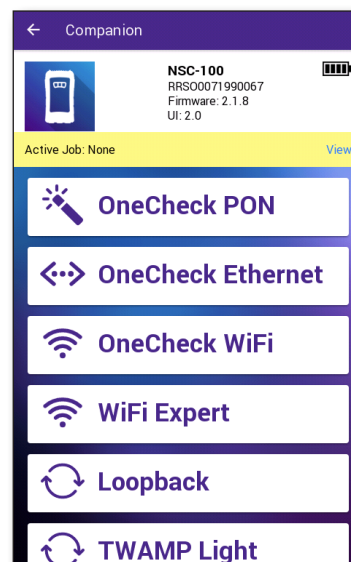 Companion
NSC-100
RRSO0071990067
Firmware: 2.1.8
UI: 2.0
Active Job: None
View
OneCheck PON
OneCheck Ethernet
OneCheck WiFi
WiFi Expert
Loopback
TWAMP Light